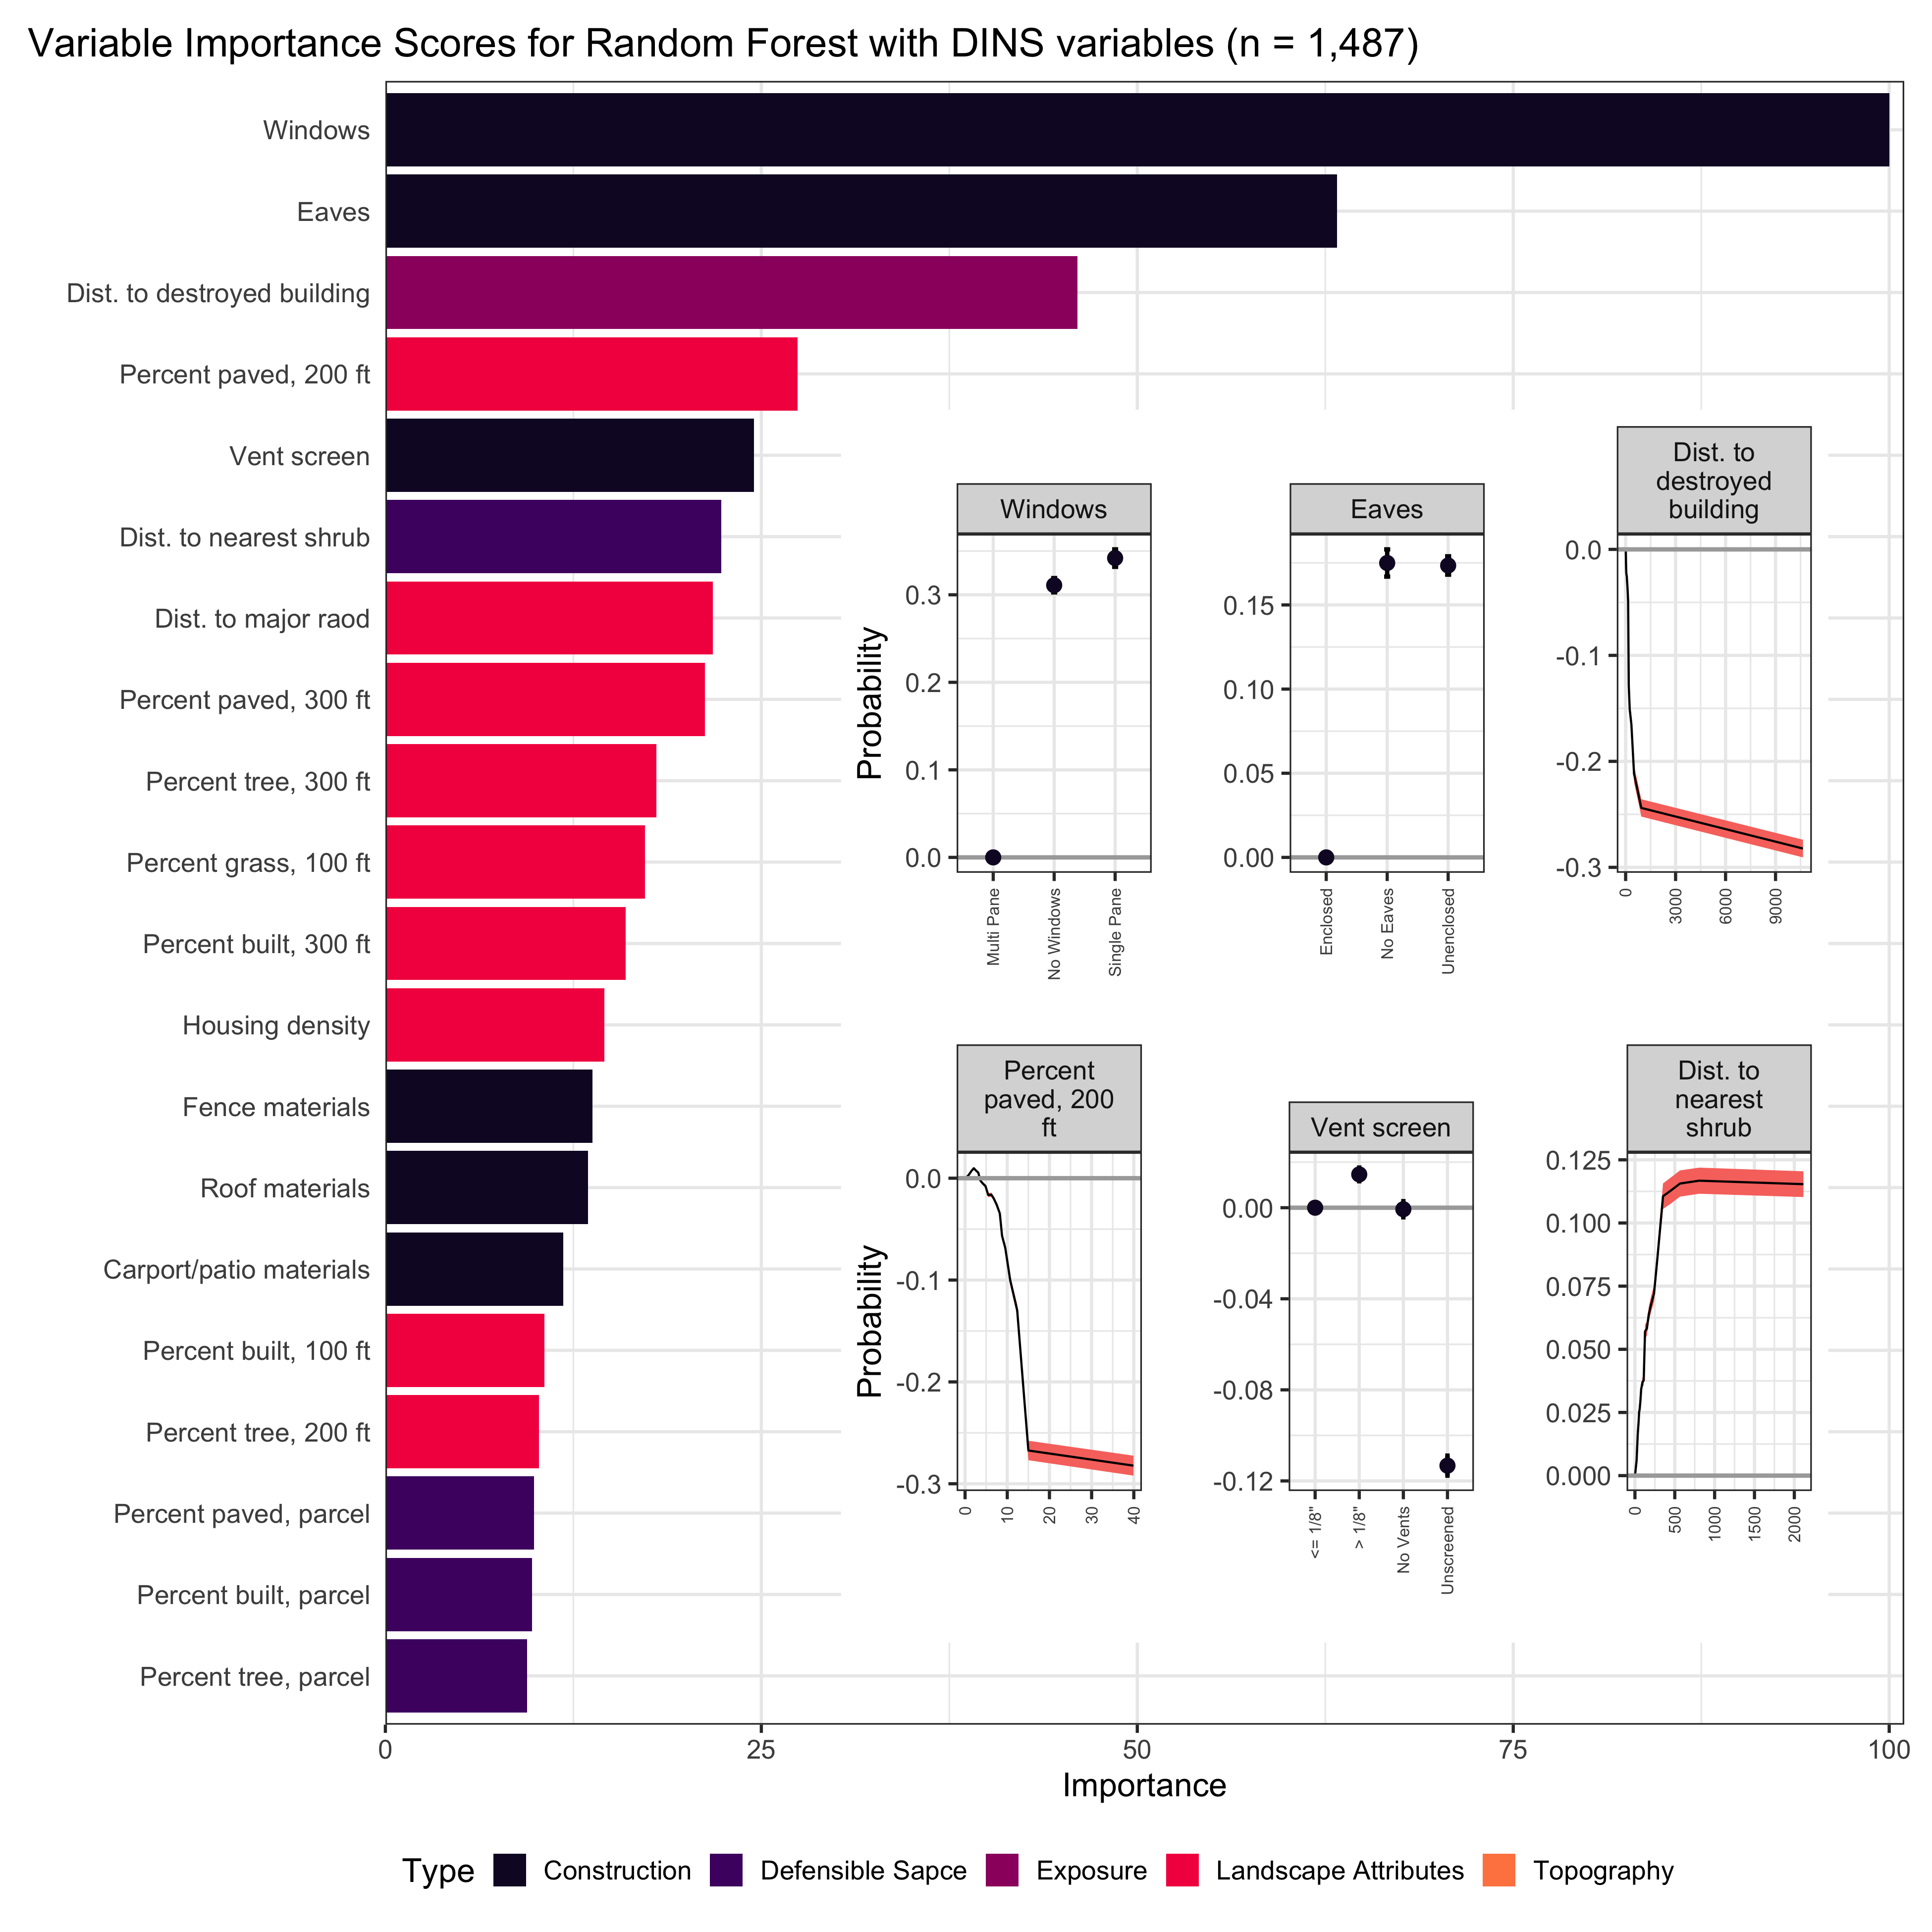 Variable Importance Scores for Random Forest with DINS variables (n = 1,487)
Windows
Eaves
Dist. to destroyed building
Percent paved, 200 ft
Vent screen
Dist. to nearest shrub
Dist. to major raod
Percent paved, 300 ft
Percent tree, 300 ft
Percent grass, 100 ft
Percent built, 300 ft
Housing density
Fence materials
Roof materials
Carport/patio materials
Percent built, 100 ft
Percent tree, 200 ft
Percent paved, parcel
Percent built, parcel
Percent tree, parcel
0 25 50 75 100
Importance
Probability
Windows
0.3
0.2
0.1
0.0
Multi Pane
No Windows
Single Pane
Eaves
0.15
0.10
0.05
0.00
Enclosed
No Eaves
Unenclosed
Dist. to
destroyed
building
0.0
-0.1
-0.2
-0.3
0
3000
6000
9000
Probability
Percent
paved, 200
ft
0.0
-0.1
-0.2
-0.3
0
10
20
30
40
Vent screen
0.00
-0.04
-0.08
-0.12
<= 1/8"
> 1/8"
No Vents
Unscreened
Dist. to
nearest
shrub
0.125
0.100
0.075
0.050
0.025
0.000
0
500
1000
1500
2000
Type Construction Defensible Sapce Exposure Landscape Attributes Topography